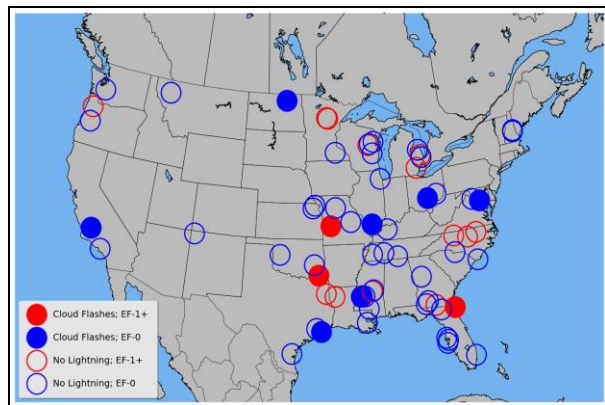 Cloud Flashes; EF-1+
Cloud Flashes; EF-0
No Lightning; EF-1+
No Lightning; EF-0